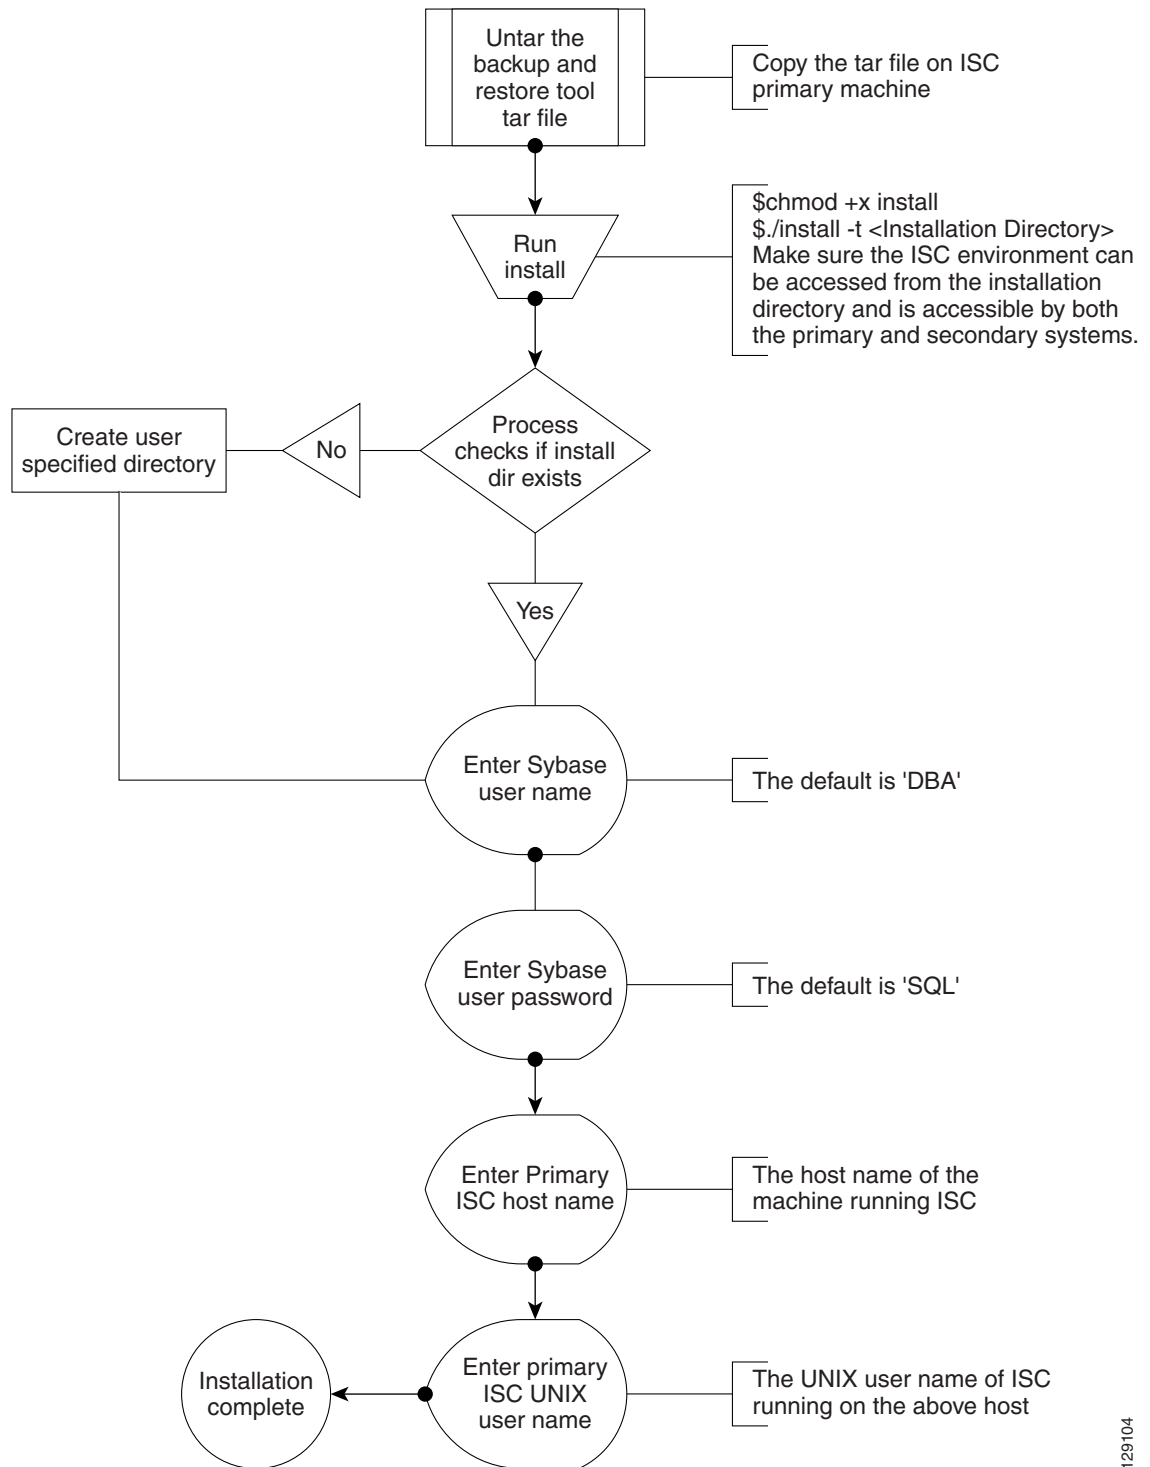 Untar the
backup and
restore tool
tar file
Copy the tar file on ISC
primary machine
Run
install
$chmod +x install
$./install -t <Installation Directory>
Make sure the ISC environment can
be accessed from the installation
directory and is accessible by both
the primary and secondary systems.
Process
checks if install
dir exists
No
Create user
specified directory
Yes
Enter Sybase
user name
The default is 'DBA'
Enter Sybase
user password
The default is 'SQL'
Enter Primary
ISC host name
The host name of the
machine running ISC
Enter primary
ISC UNIX
user name
The UNIX user name of ISC
running on the above host
Installation
complete
129104